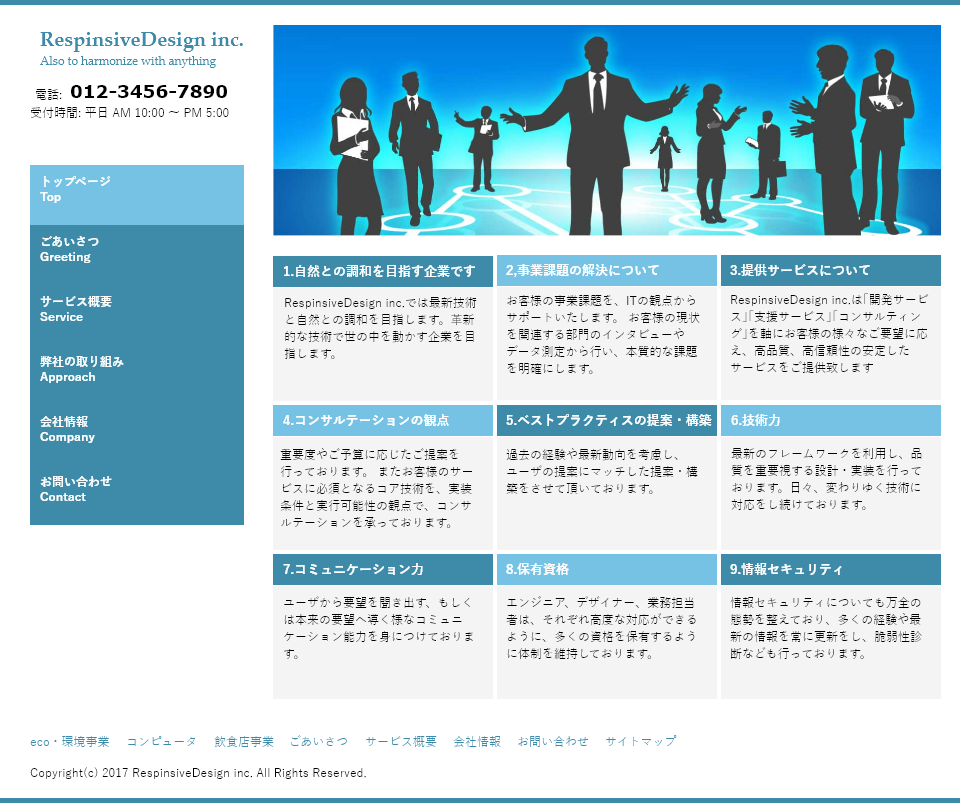 RespinsiveDesign inc.
Also to harmonize with anything
電話: 012-3456-7890
受付時間: 平日 AM 10:00 ～ PM 5:00
トップページ
Top
ごあいさつ
Greeting
サービス概要
Service
弊社の取り組み
Approach
会社情報
Company
お問い合わせ
Contact
1.自然との調和を目指す企業です
RespinsiveDesign inc.では最新技術
と自然との調和を目指します。革新
的な技術で世の中を動かす企業を目
指します。
2,事業課題の解決について
お客様の事業課題を、ITの観点から
サポートいたします。 お客様の現状
を関連する部門のインタビューや
データ測定から行い、本質的な課題
を明確にします。
3.提供サービスについて
RespinsiveDesign inc.は｢開発サービ
ス｣｢支援サービス｣｢コンサルティン
グ｣を軸にお客様の様々なご要望に応
え、高品質、高信頼性の安定した
サービスをご提供致します
4.コンサルテーションの観点
重要度やご予算に応じたご提案を
行っております。 またお客様のサー
ビスに必須となるコア技術を、実装
条件と実行可能性の観点で、コンサ
ルテーションを承っております。
5.ベストプラクティスの提案・構築
過去の経験や最新動向を考慮し、
ユーザの提案にマッチした提案・構
築をさせて頂いております。
6.技術力
最新のフレームワークを利用し、品
質を重要視する設計・実装を行って
おります。日々、変わりゆく技術に
対応をし続けております。
7.コミュニケーション力
ユーザから要望を聞き出す、もしく
は本来の要望へ導く様なコミュニ
ケーション能力を身につけておりま
す。
8.保有資格
エンジニア、デザイナー、業務担当
者は、それぞれ高度な対応ができる
ように、多くの資格を保有するよう
に体制を維持しております。
9.情報セキュリティ
情報セキュリティについても万全の
態勢を整えており、多くの経験や最
新の情報を常に更新をし、脆弱性診
断なども行っております。
eco・環境事業 コンピュータ 飲食店事業 ごあいさつ サービス概要 会社情報 お問い合わせ サイトマップ
Copyright(c) 2017 RespinsiveDesign inc. All Rights Reserved.